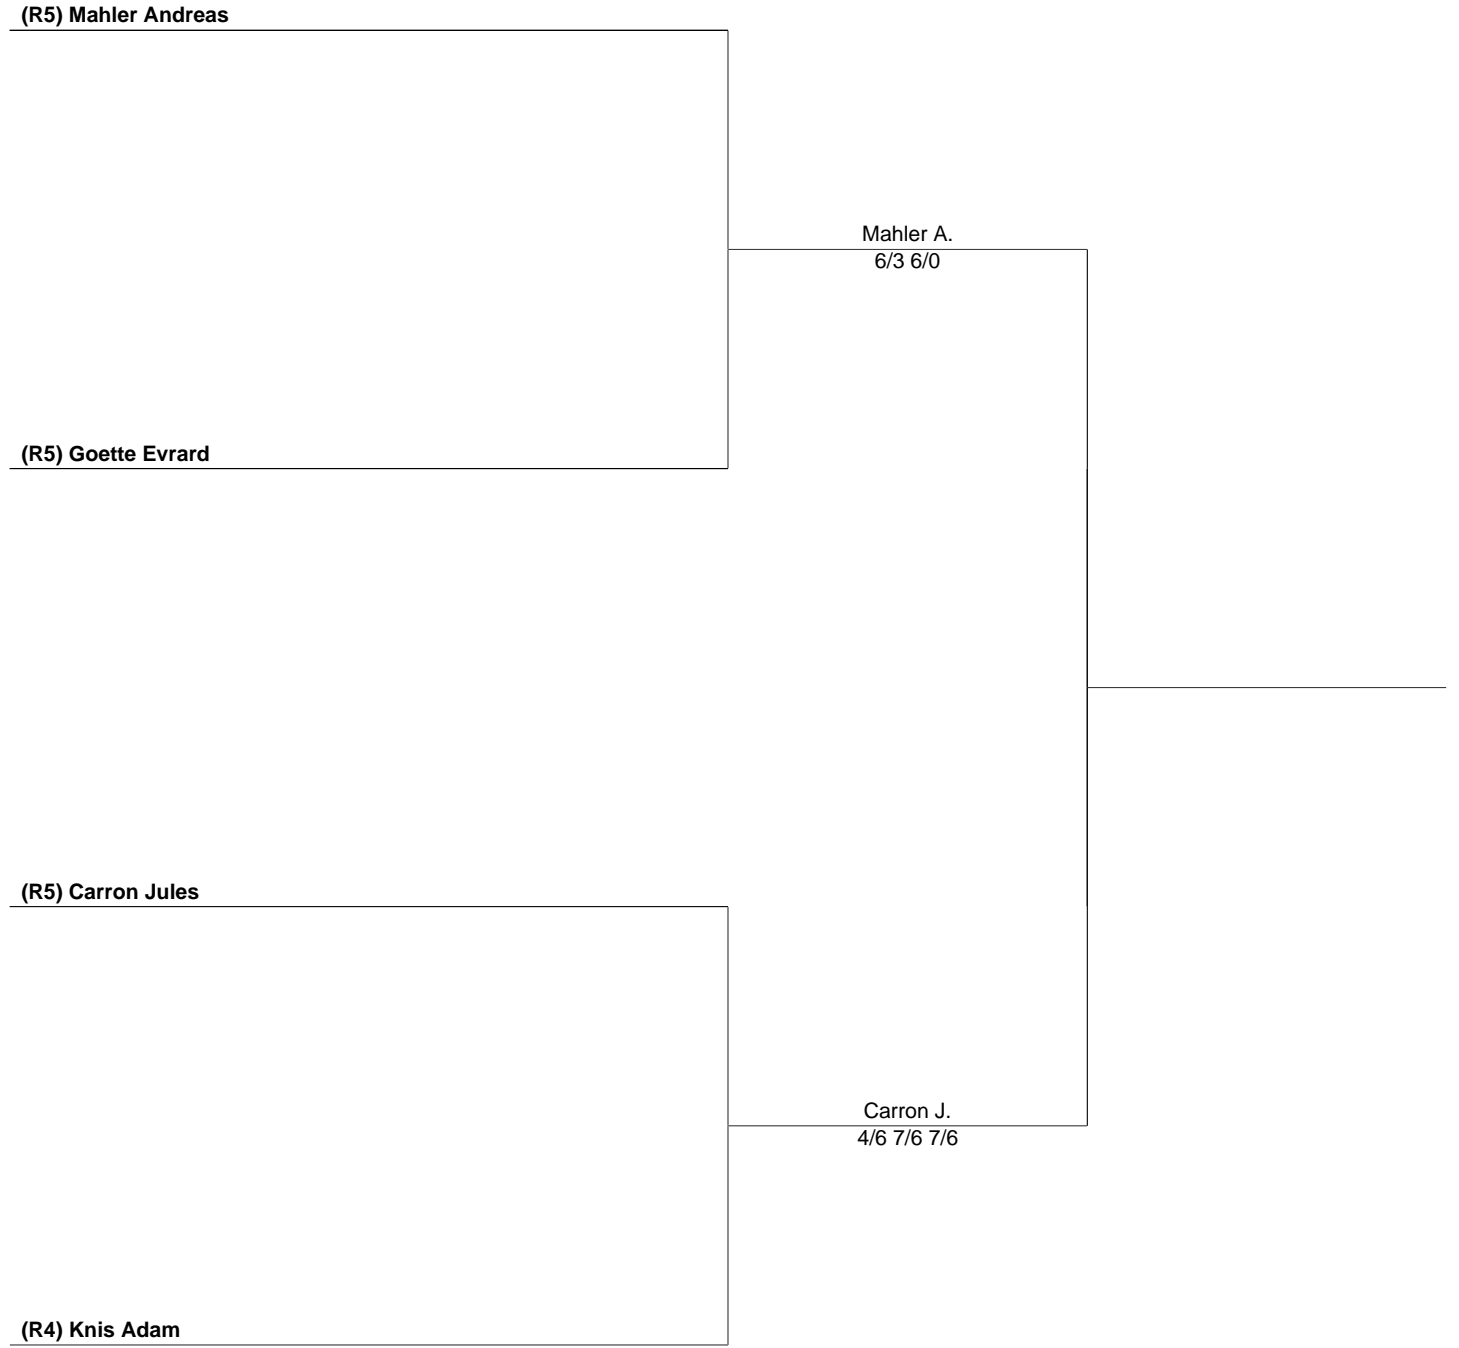 (R5) Mahler Andreas
Mahler A.
6/3 6/0
(R5) Goette Evrard
(R5) Carron Jules
Carron J.
4/6 7/6 7/6
(R4) Knis Adam